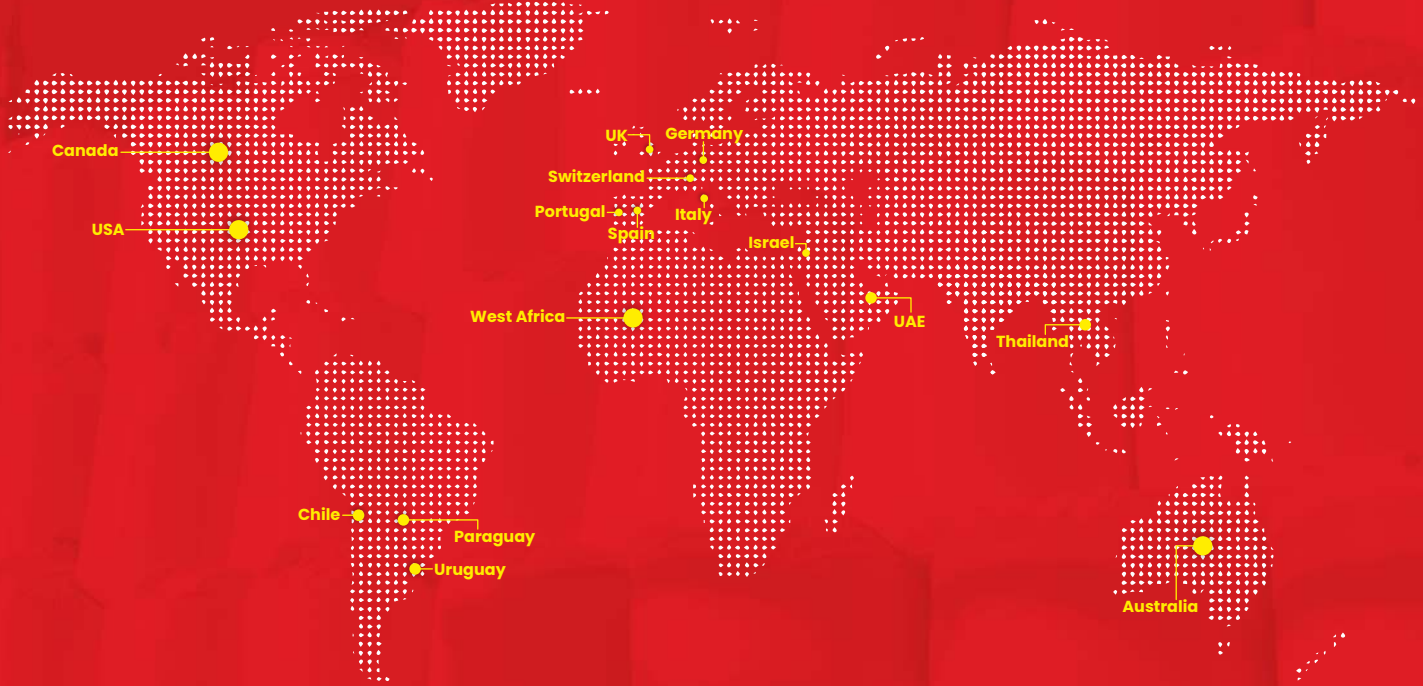 UK
Germany
Canada
Switzerland
Portugal
Italy
USA
Spain
Israel
West Africa
UAE
Thailand
Chile
Paraguay
Uruguay
Australia